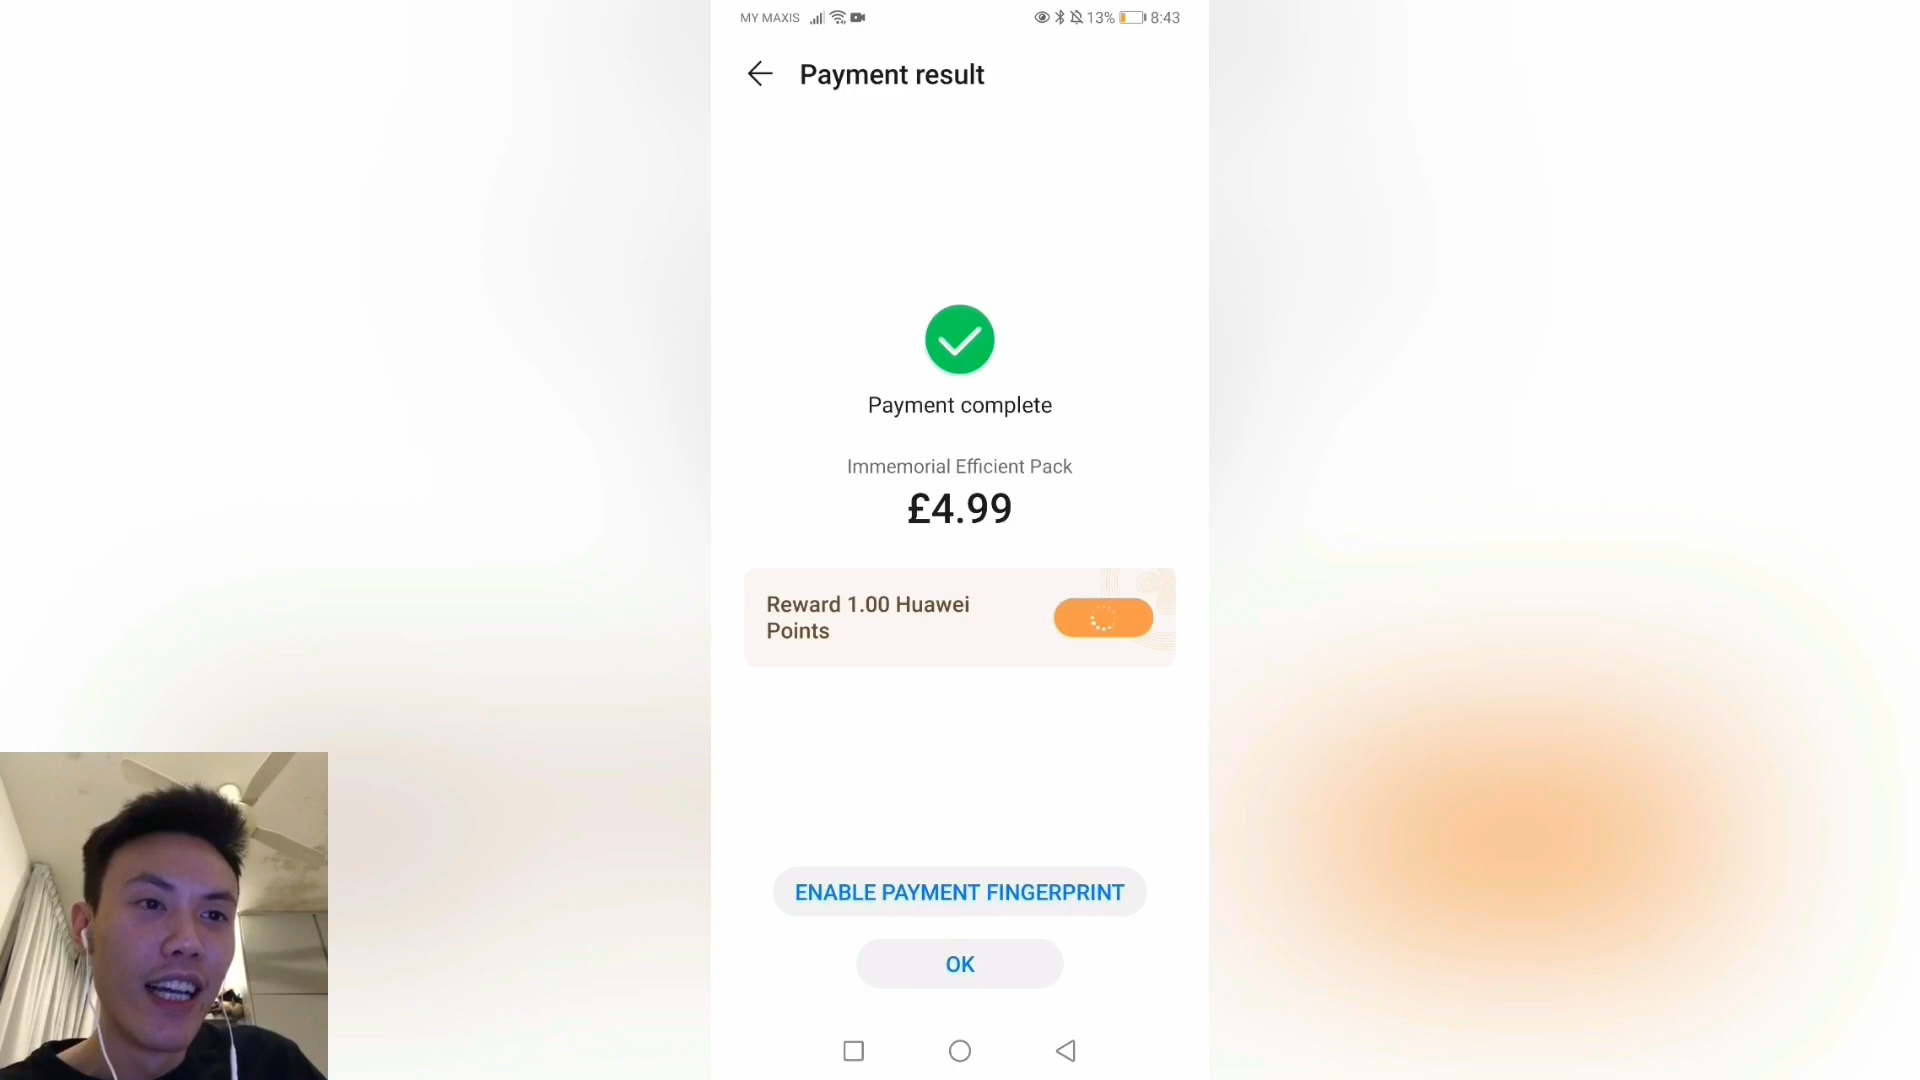 MY MAXIS 13% 8:43
Payment result
Payment complete
Immemorial Efficient Pack
£4.99
Reward 1.00 Huawei
Points
ENABLE PAYMENT FINGERPRINT
OK